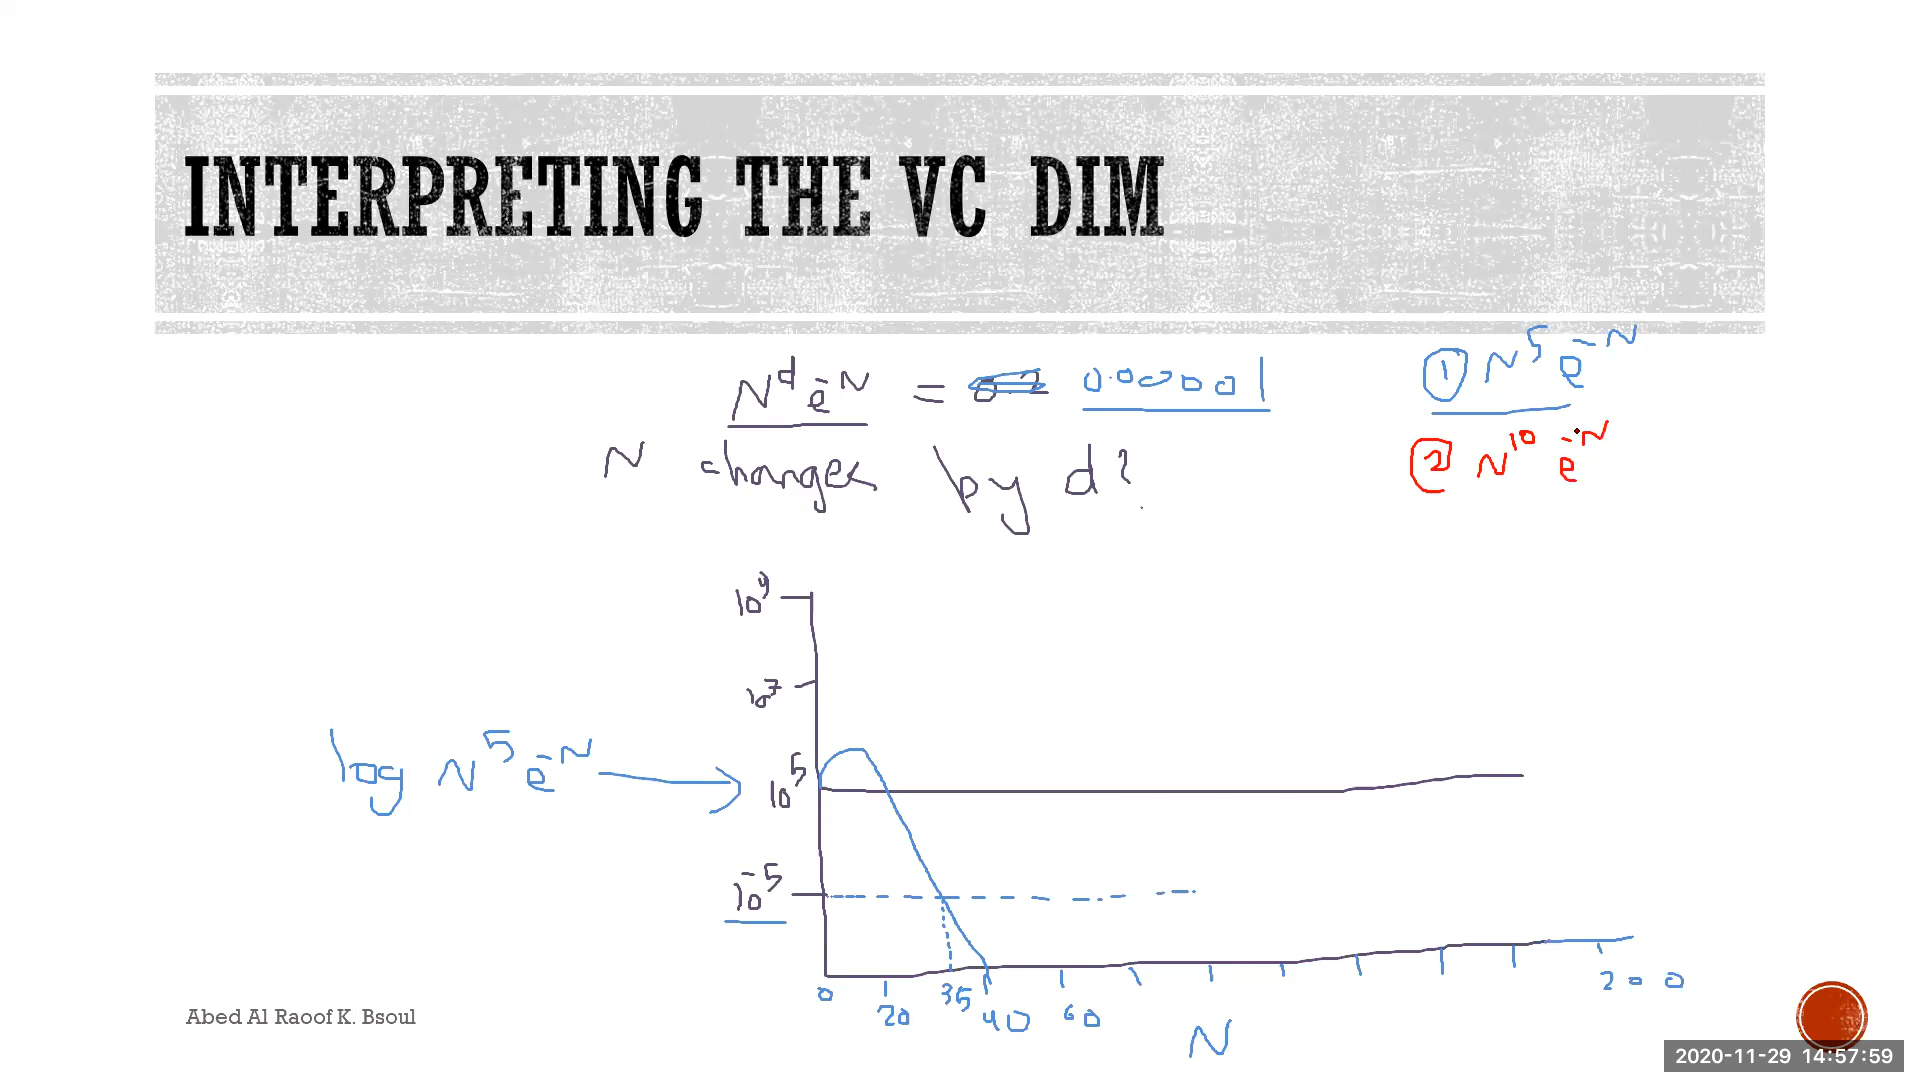 INTERPRETING THE VC DIM
N^d e^-N = 0.2 0.00001
① N^5 e^-N
② N^10 e^-N
N changes by d?
10^9
10^7
log N^5 e^-N
10^5
10^-5
0 20 35 40 60 200
N
Abed Al Raoof K. Bsoul
2020-11-29 14:57:59